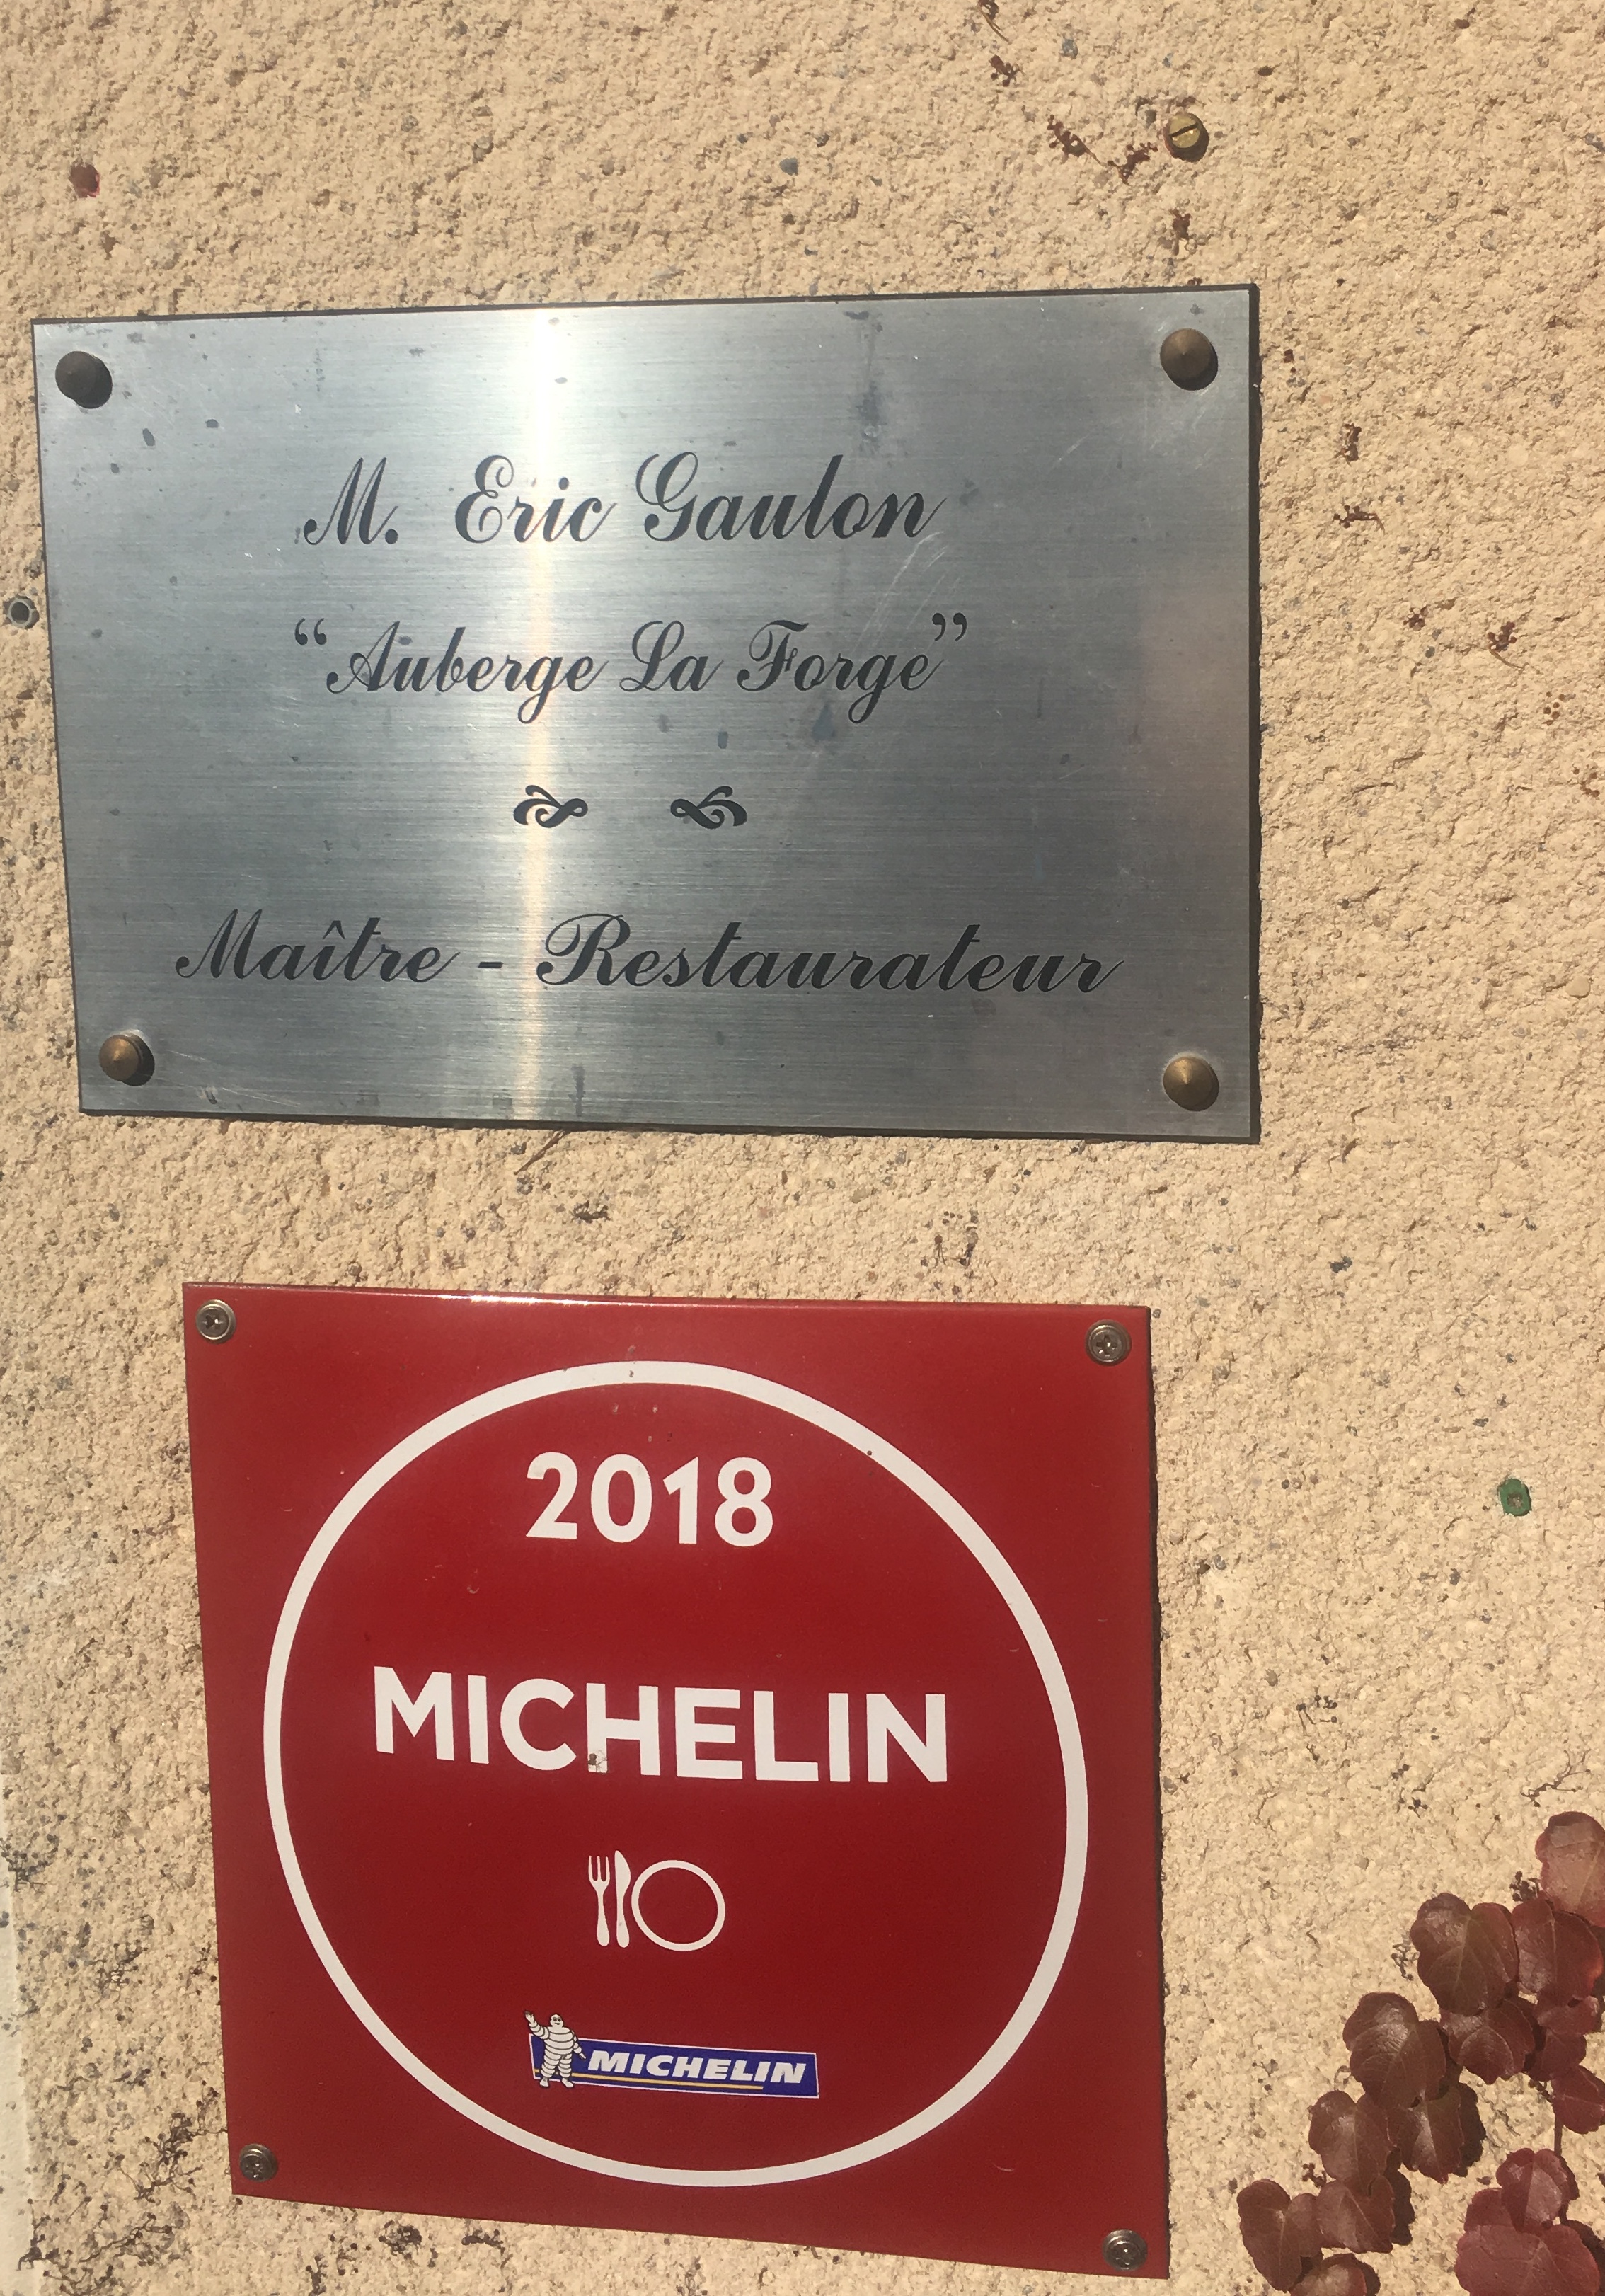 M. Eric Gaulon
“Auberge La Forge”
Maître - Restaurateur
2018
MICHELIN
MICHELIN